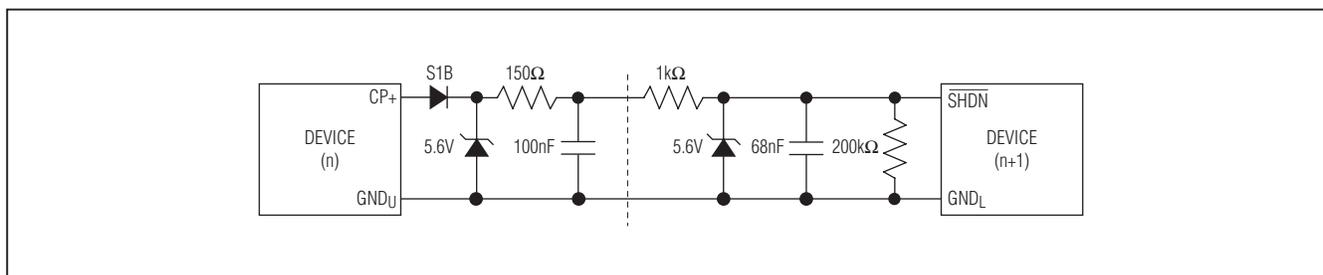 S1B
150Ω
1kΩ
CP+
SHDN
DEVICE
(n)
5.6V
100nF
5.6V
68nF
200kΩ
DEVICE
(n+1)
GNDU
GNDL